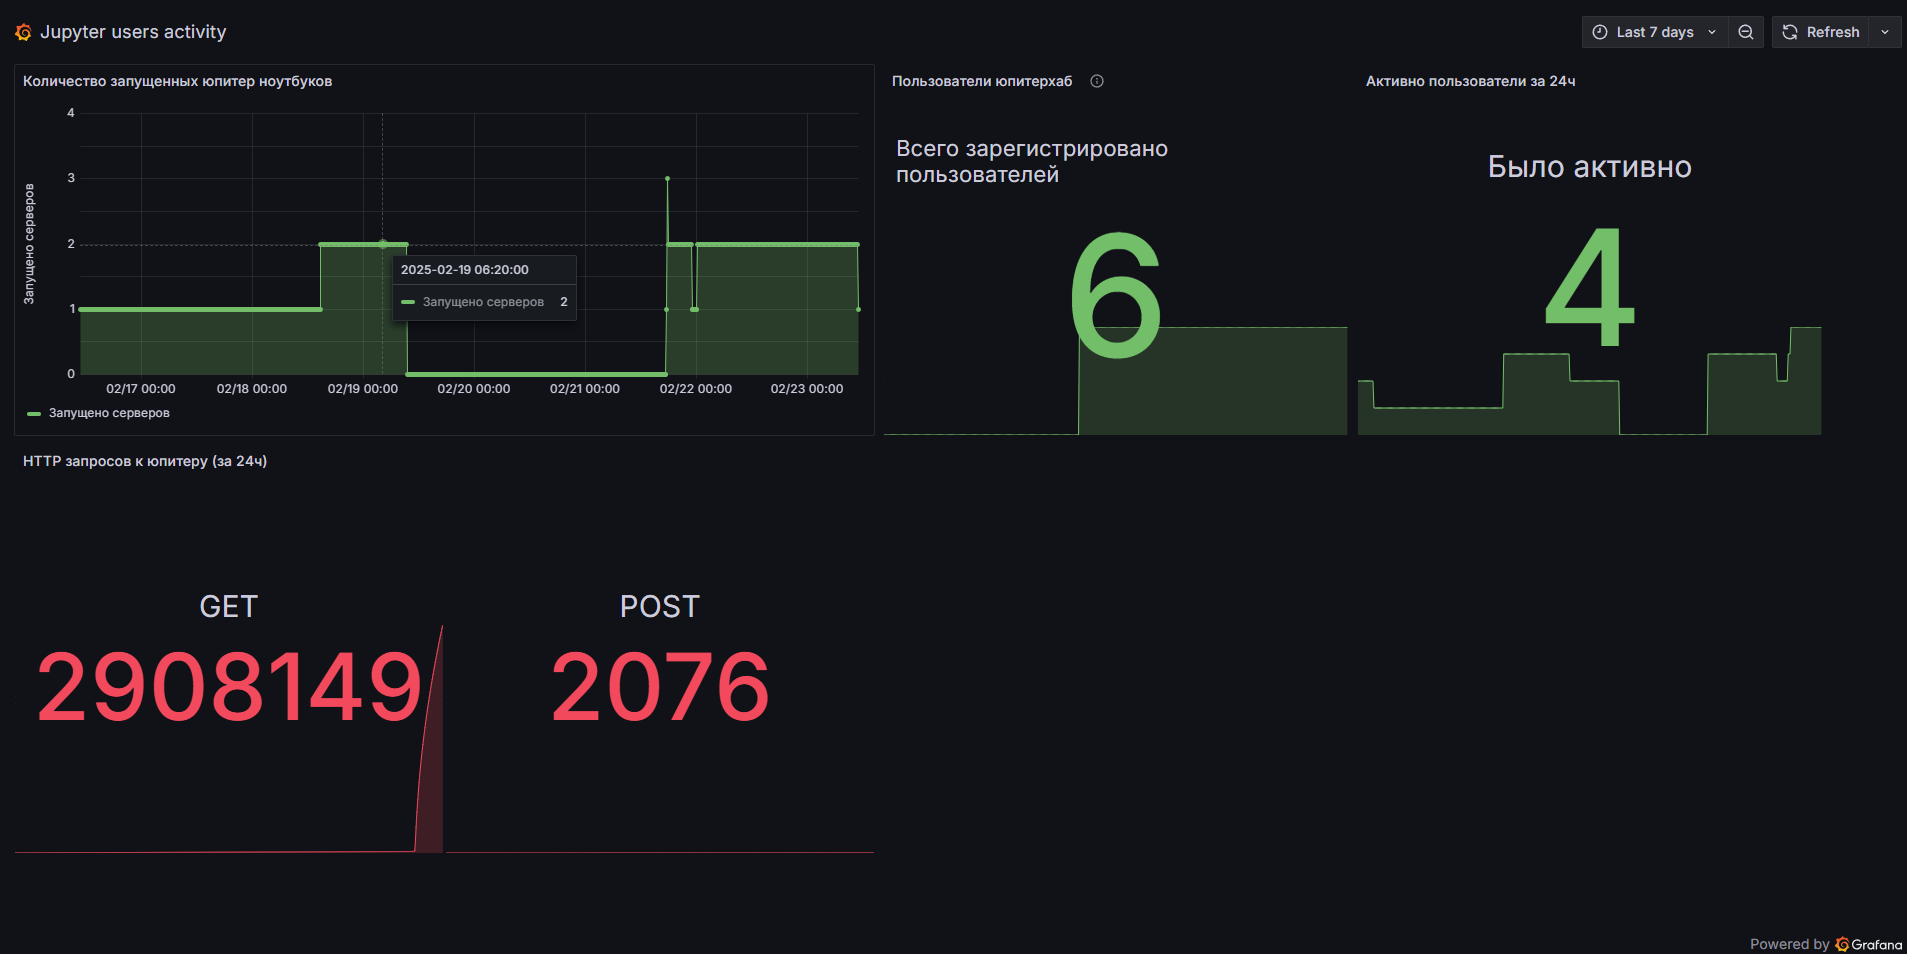 Jupyter users activity
Last 7 days
Refresh
Количество запущенных юпитер ноутбуков
Запущено серверов
4
3
2
1
0
02/17 00:00
02/18 00:00
02/19 00:00
02/20 00:00
02/21 00:00
02/22 00:00
02/23 00:00
2025-02-19 06:20:00
Запущено серверов 2
Запущено серверов
Пользователи юпитерхаб
Всего зарегистрировано
пользователей
6
Активно пользователи за 24ч
Было активно
4
HTTP запросов к юпитеру (за 24ч)
GET
2908149
POST
2076
Powered by Grafana